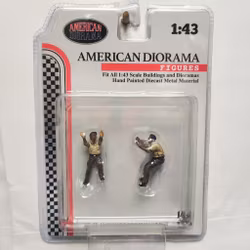 AMERICAN
DIORAMA
1:43
AMERICAN DIORAMA
FIGURES
Fit All 1:43 Scale Buildings and Dioramas
Hand Painted Diecast Metal Material